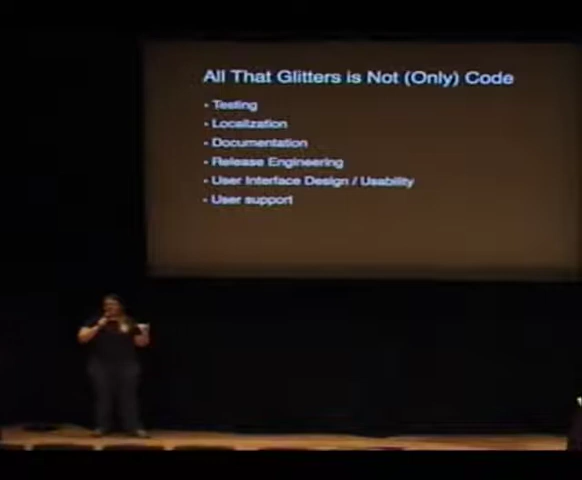 All That Glitters is Not (Only) Code
- Testing
- Localization
- Documentation
- Release Engineering
- User Interface Design / Usability
- User support